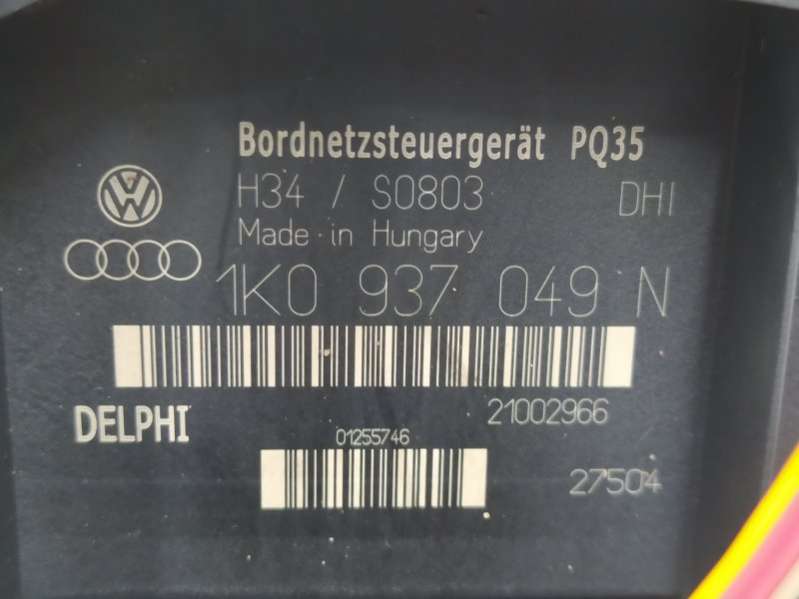 Bordnetzsteuergerät PQ35
H34 / S0803 DHI
Made in Hungary
1K0 937 049 N
DELPHI
21002966
01255746
27504